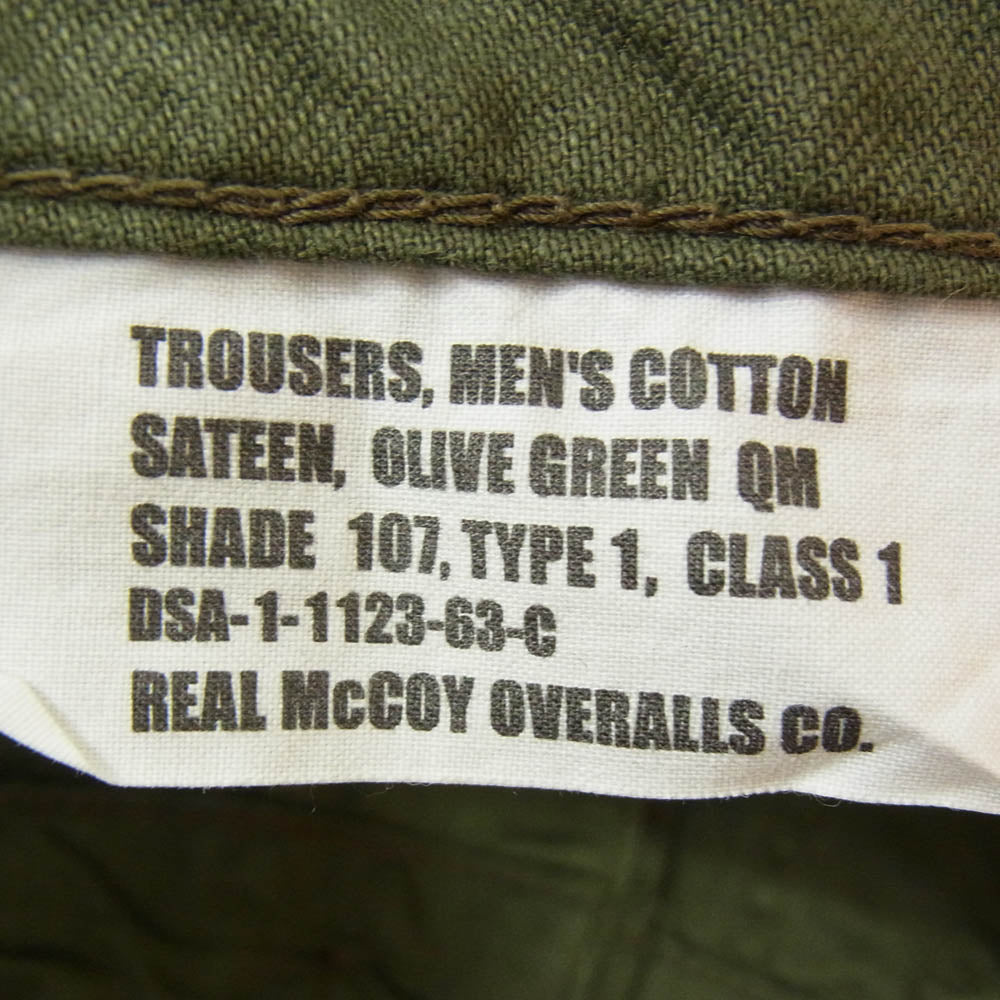 TROUSERS, MEN'S COTTON
SATEEN, OLIVE GREEN QM
SHADE 107, TYPE 1, CLASS 1
DSA-1-1123-63-C
REAL McCOY OVERALLS CO.